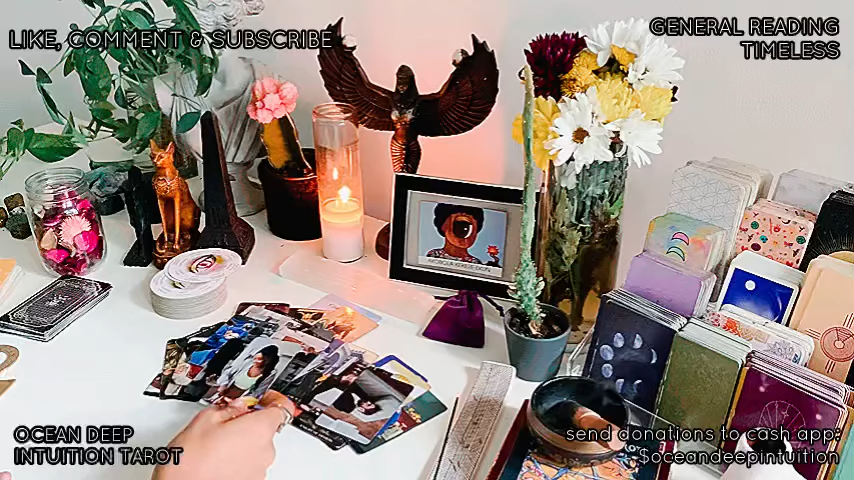 LIKE, COMMENT & SUBSCRIBE
GENERAL READING
TIMELESS
OCEAN DEEP
INTUITION TAROT
send donations to cash app:
$oceandeepintuition